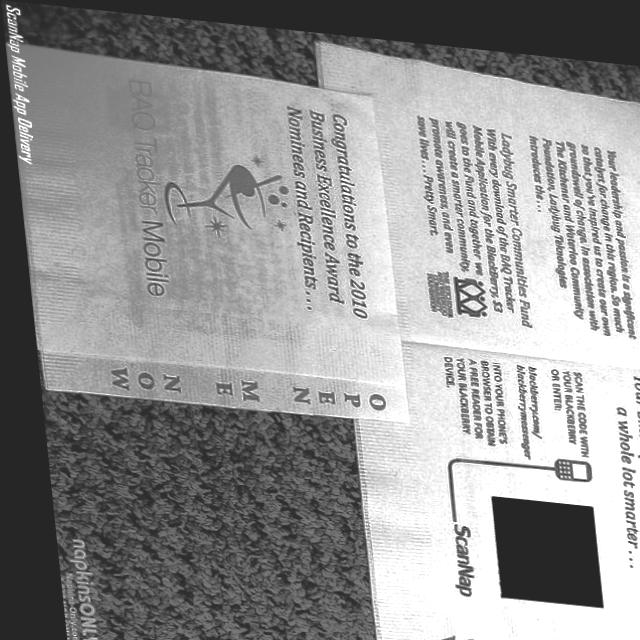 ScanNap Mobile App Delivery
Congratulations to the 2010
Business Excellence Award
Nominees and Recipients...
BAQ Tracker Mobile
OPEN ME NOW
Your leadership and passion is a significant
catalyst for change in this region. So much
so that you've inspired us to create our own
groundswell of change. In association with
The Kitchener and Waterloo Community
Foundation, Ladybug Technologies
introduces the...
Ladybug Smarter Communities Fund
With every download of the BAQ Tracker
Mobile Application for the BlackBerry, $3
goes to the Fund and together we
will create a smarter community,
promote awareness, and even
save lives... Pretty Smart.
a whole lot smarter...
SCAN THE CODE WITH
YOUR BLACKBERRY
OR ENTER:
blackberry.com/
blackberrymessenger
INTO YOUR PHONE'S
BROWSER TO OBTAIN
A FREE READER FOR
YOUR BLACKBERRY
DEVICE.
ScanNap
napkinsONLY